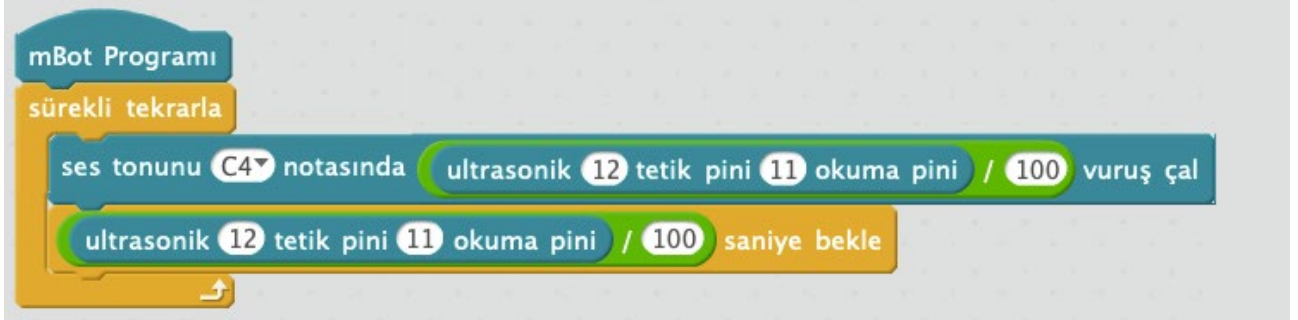 mBot Programı
sürekli tekrarla
ses tonunu C4 notasında ultrasonik 12 tetik pini 11 okuma pini / 100 vuruş çal
ultrasonik 12 tetik pini 11 okuma pini / 100 saniye bekle